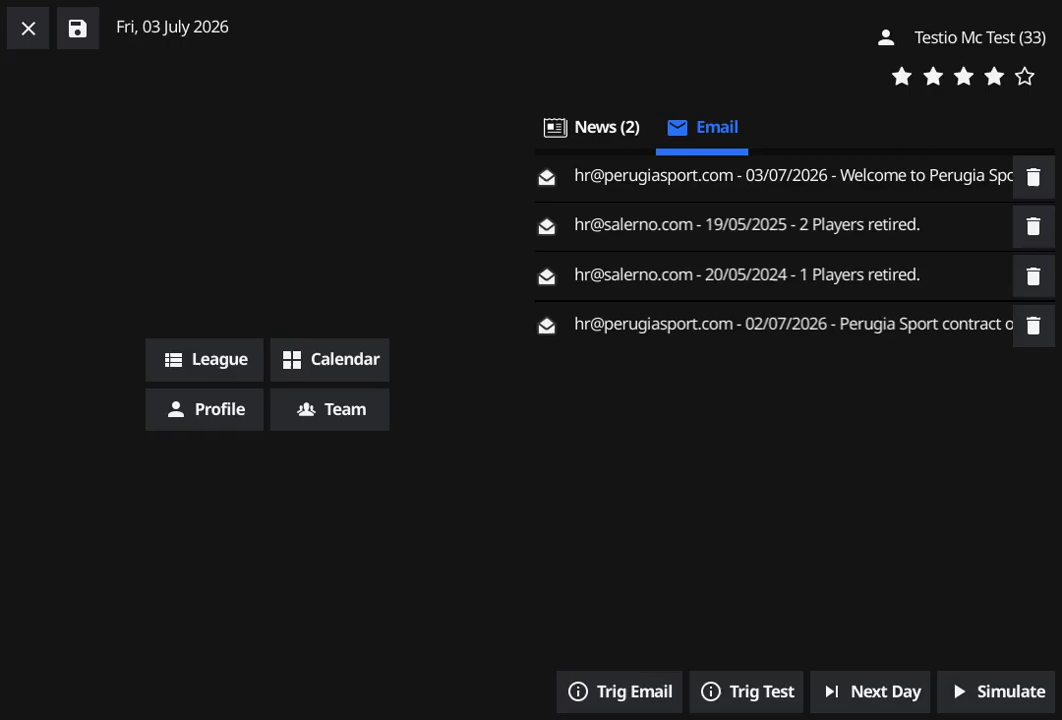 Fri, 03 July 2026
Testio Mc Test (33)
News (2) Email
hr@perugiasport.com - 03/07/2026 - Welcome to Perugia Spo
hr@salerno.com - 19/05/2025 - 2 Players retired.
hr@salerno.com - 20/05/2024 - 1 Players retired.
hr@perugiasport.com - 02/07/2026 - Perugia Sport contract o
League Calendar
Profile Team
Trig Email Trig Test Next Day Simulate